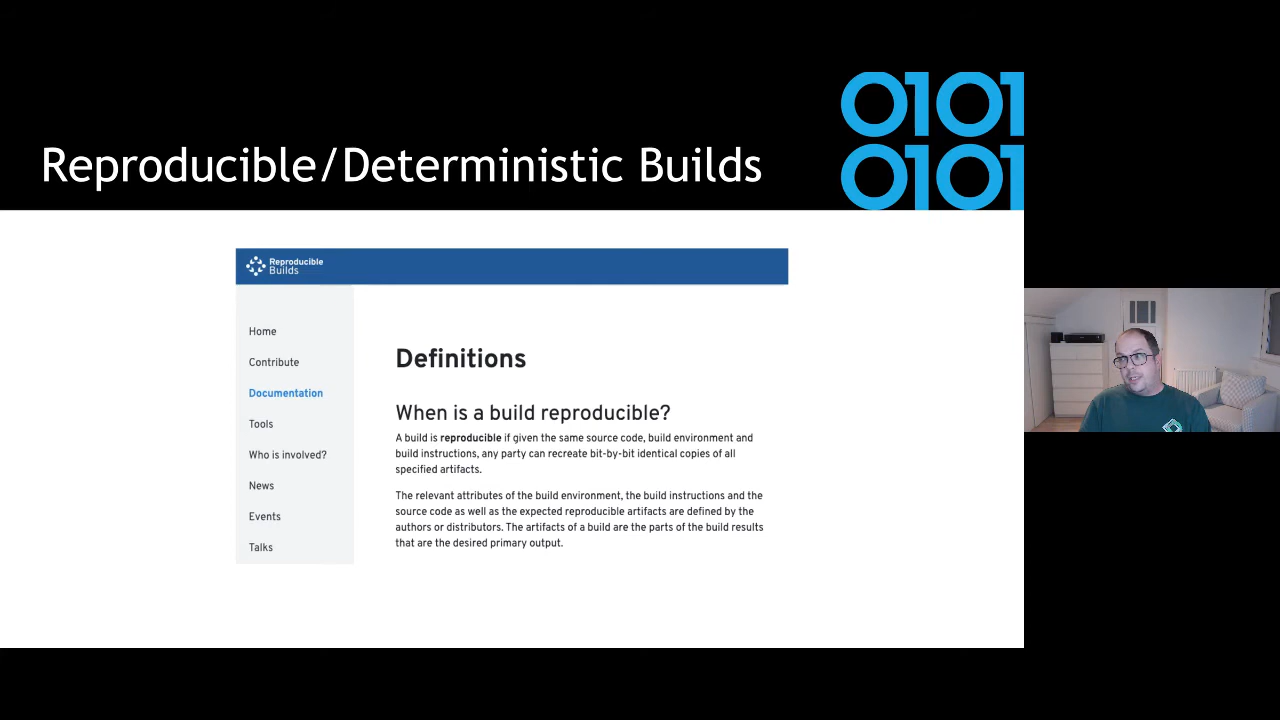 Reproducible/Deterministic Builds
0101
0101
Reproducible
Builds
Home
Contribute
Documentation
Tools
Who is involved?
News
Events
Talks
Definitions
When is a build reproducible?
A build is reproducible if given the same source code, build environment and
build instructions, any party can recreate bit-by-bit identical copies of all
specified artifacts.
The relevant attributes of the build environment, the build instructions and the
source code as well as the expected reproducible artifacts are defined by the
authors or distributors. The artifacts of a build are the parts of the build results
that are the desired primary output.